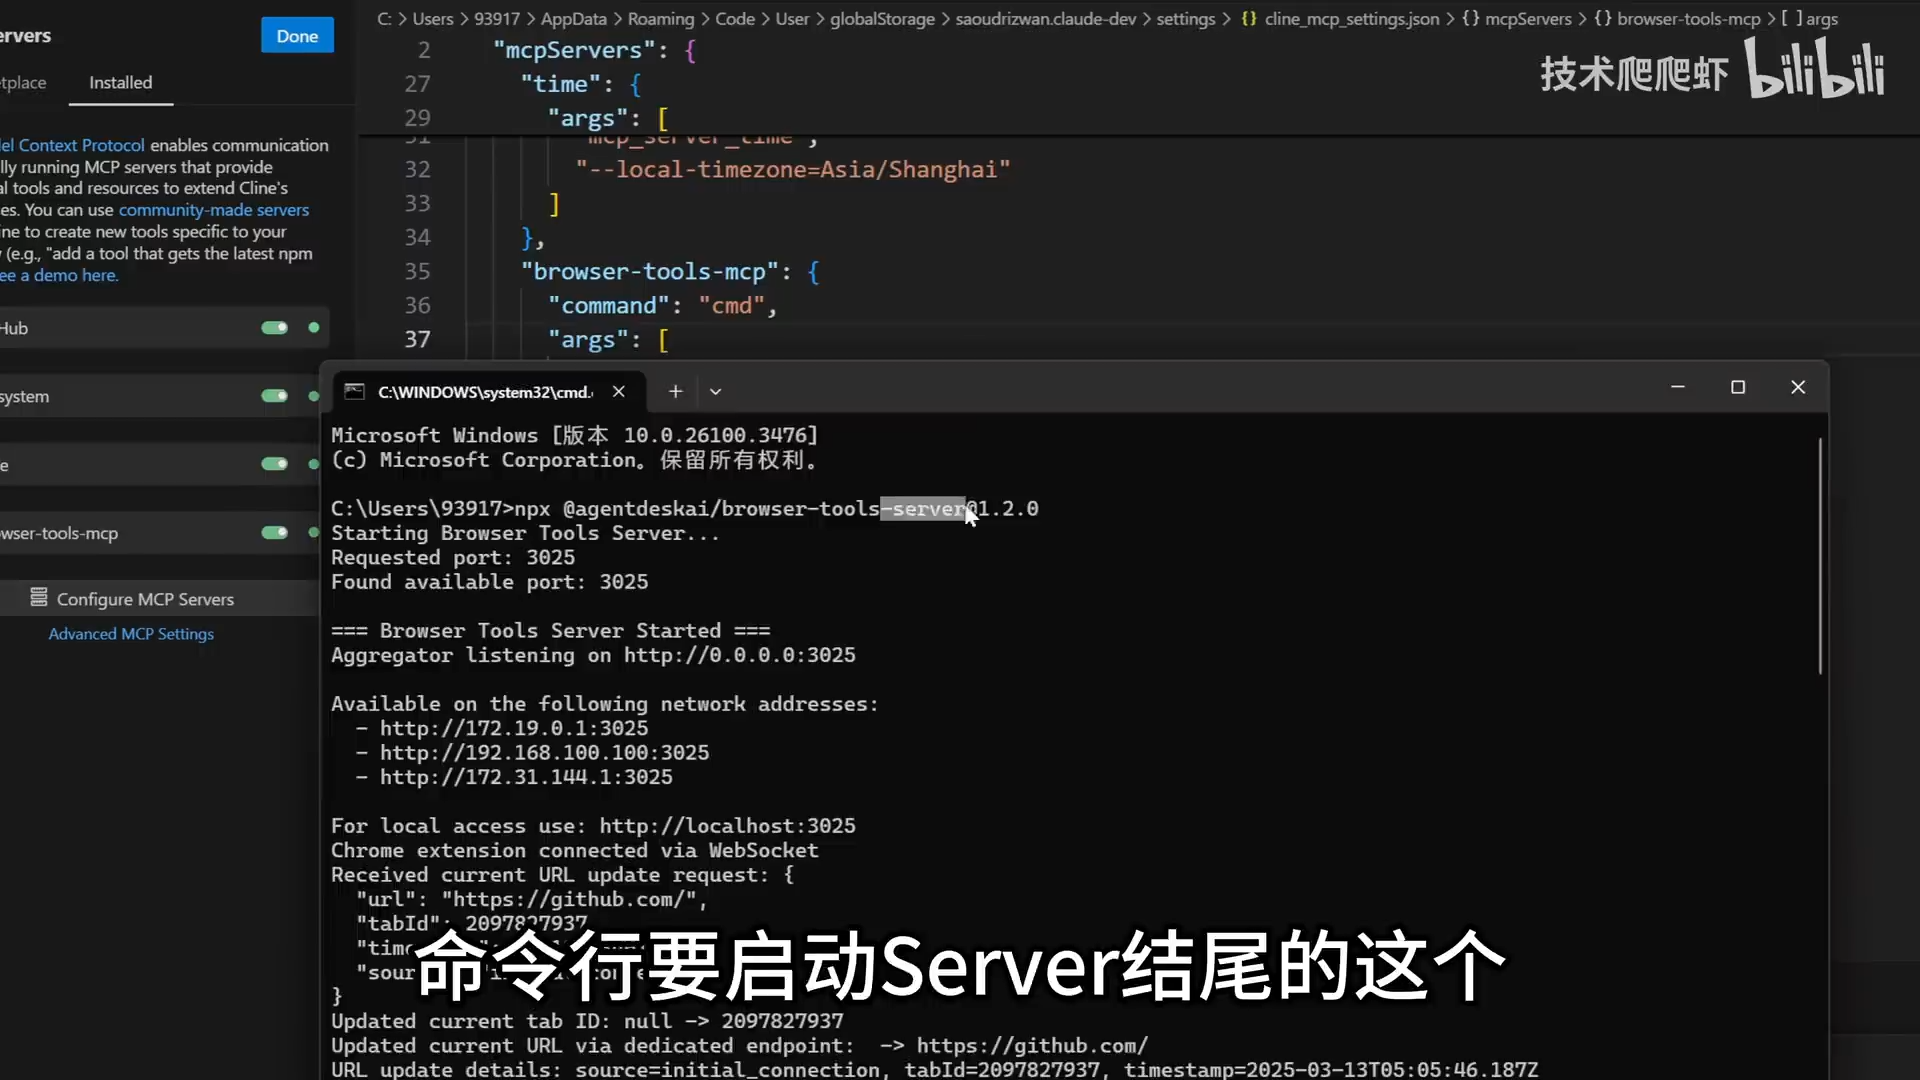 ervers
Done
etplace
Installed
el Context Protocol enables communication
lly running MCP servers that provide
al tools and resources to extend Cline's
es. You can use community-made servers
ine to create new tools specific to your
(e.g., "add a tool that gets the latest npm
ee a demo here.
Hub
system
e
wser-tools-mcp
Configure MCP Servers
Advanced MCP Settings
C: > Users > 93917 > AppData > Roaming > Code > User > globalStorage > saoudrizwan.claude-dev > settings > {} cline_mcp_settings.json > {} mcpServers > {} browser-tools-mcp > [ ] args
2 "mcpServers": {
27 "time": {
29 "args": [
31 mcp_server_time ,
32 "--local-timezone=Asia/Shanghai"
33 ]
34 },
35 "browser-tools-mcp": {
36 "command": "cmd",
37 "args": [
技术爬爬虾 bilibili
C:\WINDOWS\system32\cmd.
Microsoft Windows [版本 10.0.26100.3476]
(c) Microsoft Corporation。保留所有权利。
C:\Users\93917>npx @agentdeskai/browser-tools-server@1.2.0
Starting Browser Tools Server...
Requested port: 3025
Found available port: 3025
=== Browser Tools Server Started ===
Aggregator listening on http://0.0.0.0:3025
Available on the following network addresses:
- http://172.19.0.1:3025
- http://192.168.100.100:3025
- http://172.31.144.1:3025
For local access use: http://localhost:3025
Chrome extension connected via WebSocket
Received current URL update request: {
"url": "https://github.com/",
"tabId": 2097827937,
}
命令行要启动Server结尾的这个
Updated current tab ID: null -> 2097827937
Updated current URL via dedicated endpoint:  -> https://github.com/
URL update details: source=initial_connection, tabId=2097827937, timestamp=2025-03-13T05:05:46.187Z